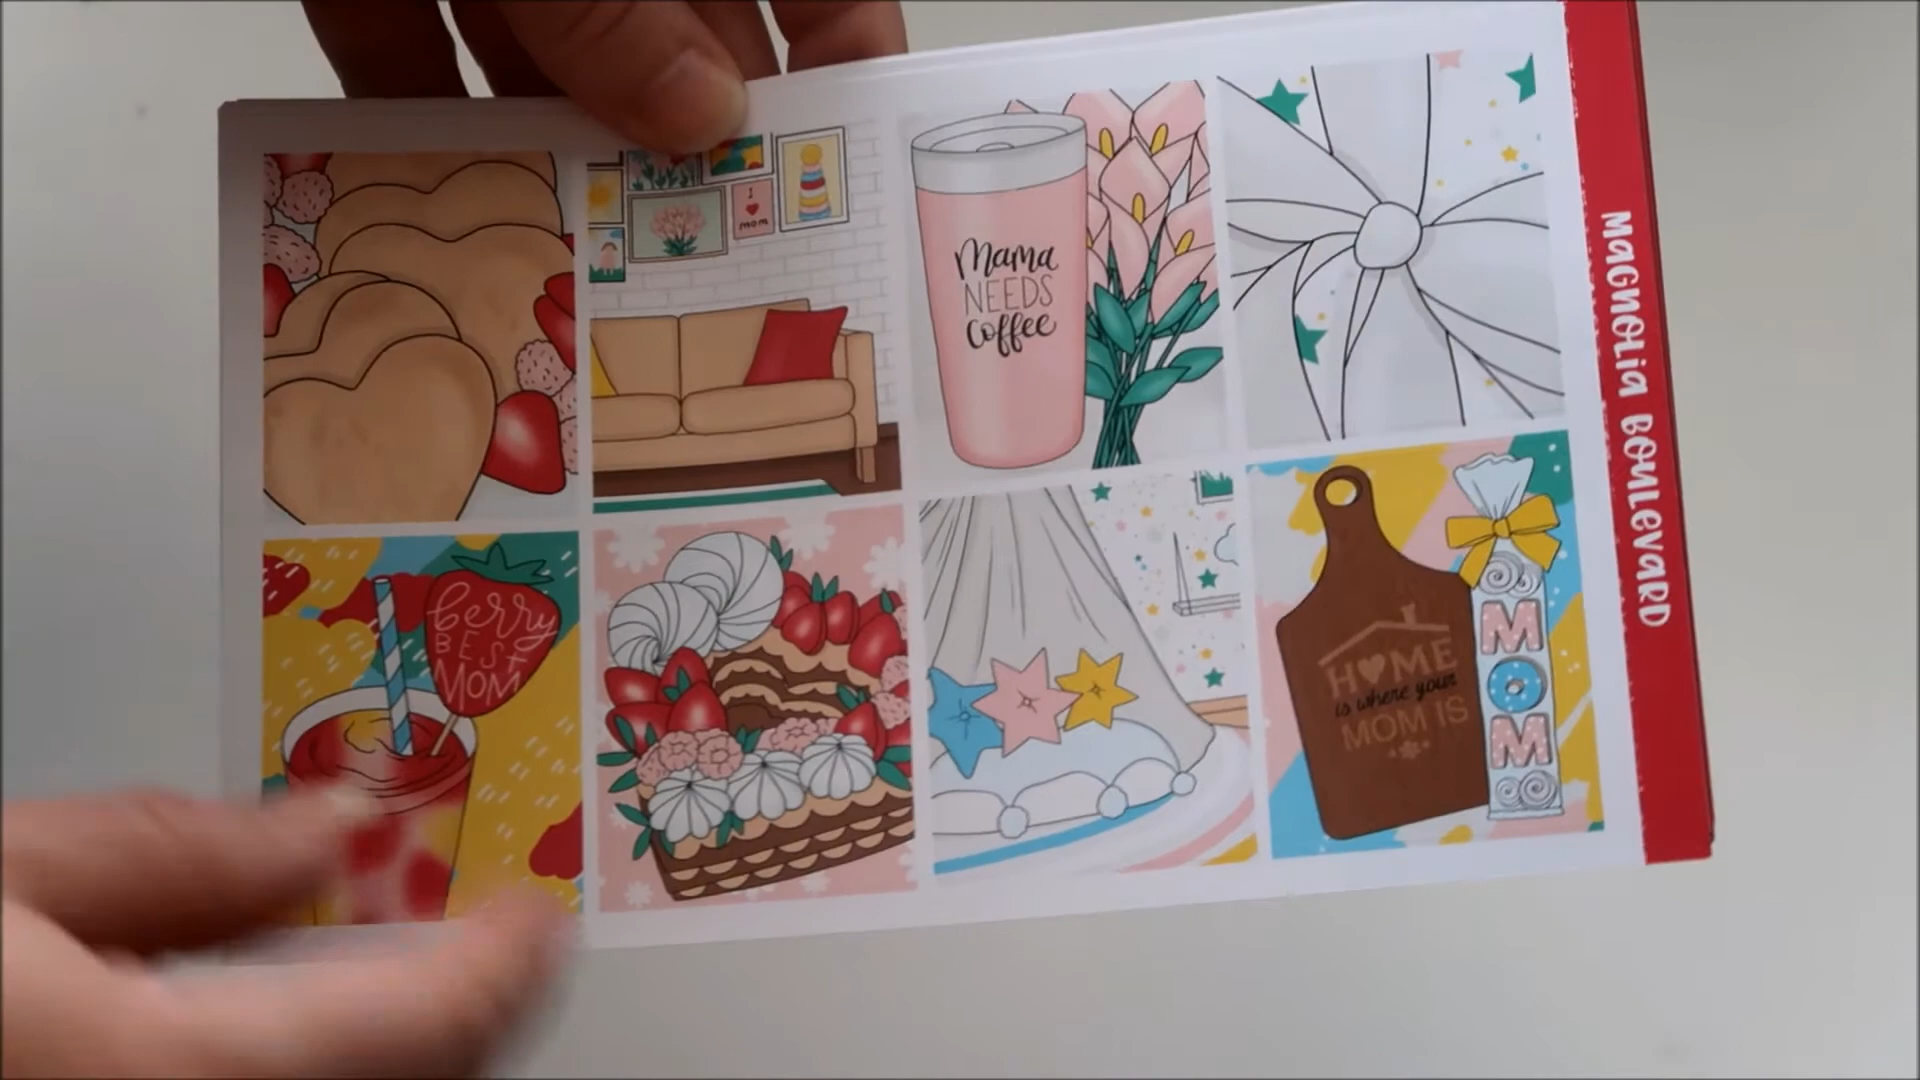 I
mom
Mama
NEEDS
Coffee
MAGNOLIA BOULEVARD
berry
BEST
MOM
HOME
is where your
MOM IS
MOM